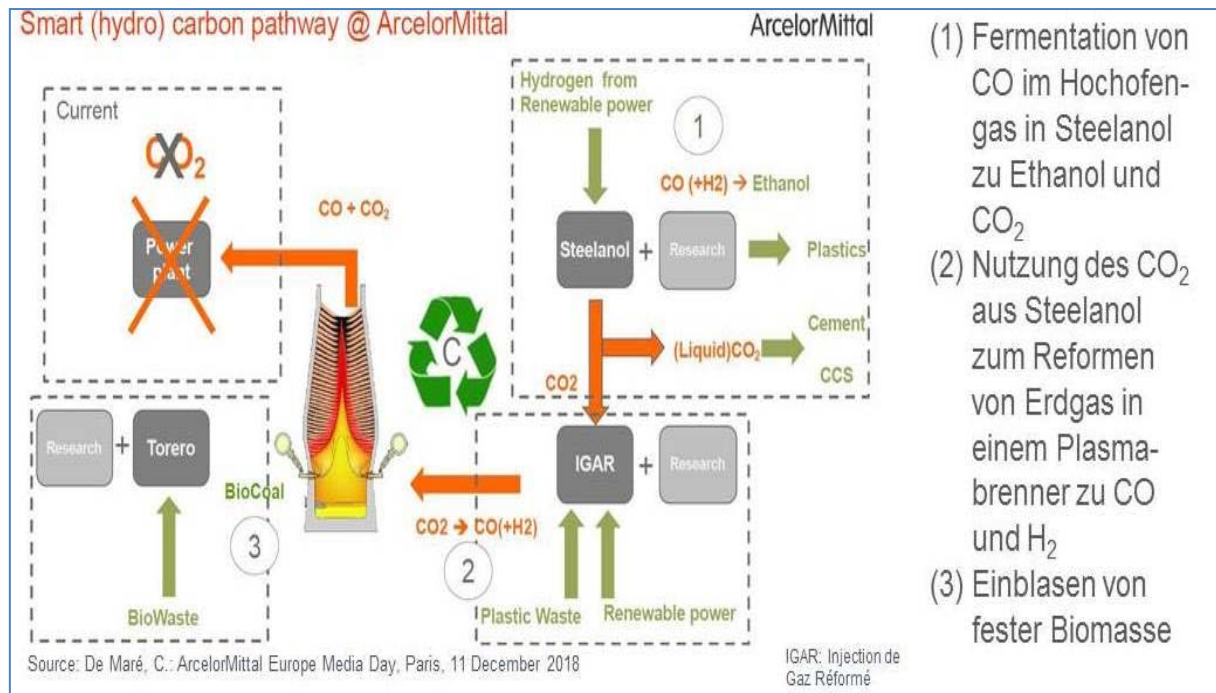 Smart (hydro) carbon pathway @ ArcelorMittal
ArcelorMittal
Current
CO2
Power
plant
CO + CO2
Hydrogen from
Renewable power
1
CO (+H2) → Ethanol
Steelanol
+
Research
Plastics
Cement
(Liquid)CO2
CCS
CO2
C
Research
+
Torero
BioCoal
3
BioWaste
CO2 → CO(+H2)
2
IGAR
+
Research
Plastic Waste
Renewable power
Source: De Maré, C.: ArcelorMittal Europe Media Day, Paris, 11 December 2018
IGAR: Injection de
Gaz Réformé
(1) Fermentation von
CO im Hochofen-
gas in Steelanol
zu Ethanol und
CO2
(2) Nutzung des CO2
aus Steelanol
zum Reformen
von Erdgas in
einem Plasma-
brenner zu CO
und H2
(3) Einblasen von
fester Biomasse